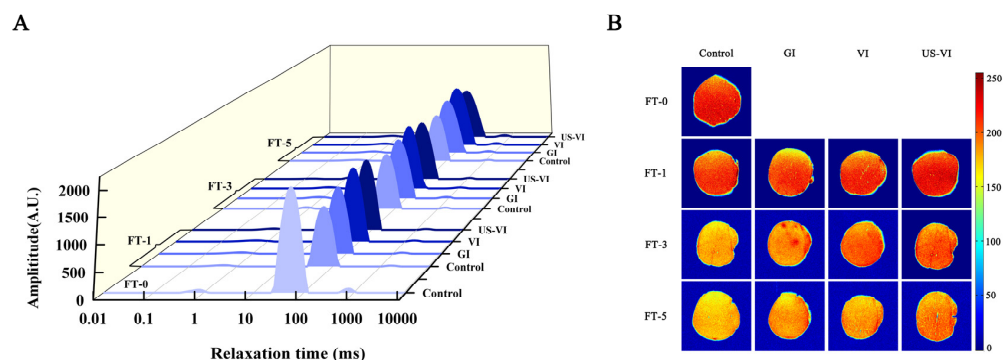 A
Amplititude(A.U.)
2000
1500
1000
500
0
0.01 0.1 1 10 100 1000 10000
Relaxation time (ms)
FT-5
US-VI
VI
GI
Control
FT-3
US-VI
VI
GI
Control
FT-1
US-VI
VI
GI
Control
FT-0
Control
B
Control GI VI US-VI
FT-0
FT-1
FT-3
FT-5
250
200
150
100
50
0